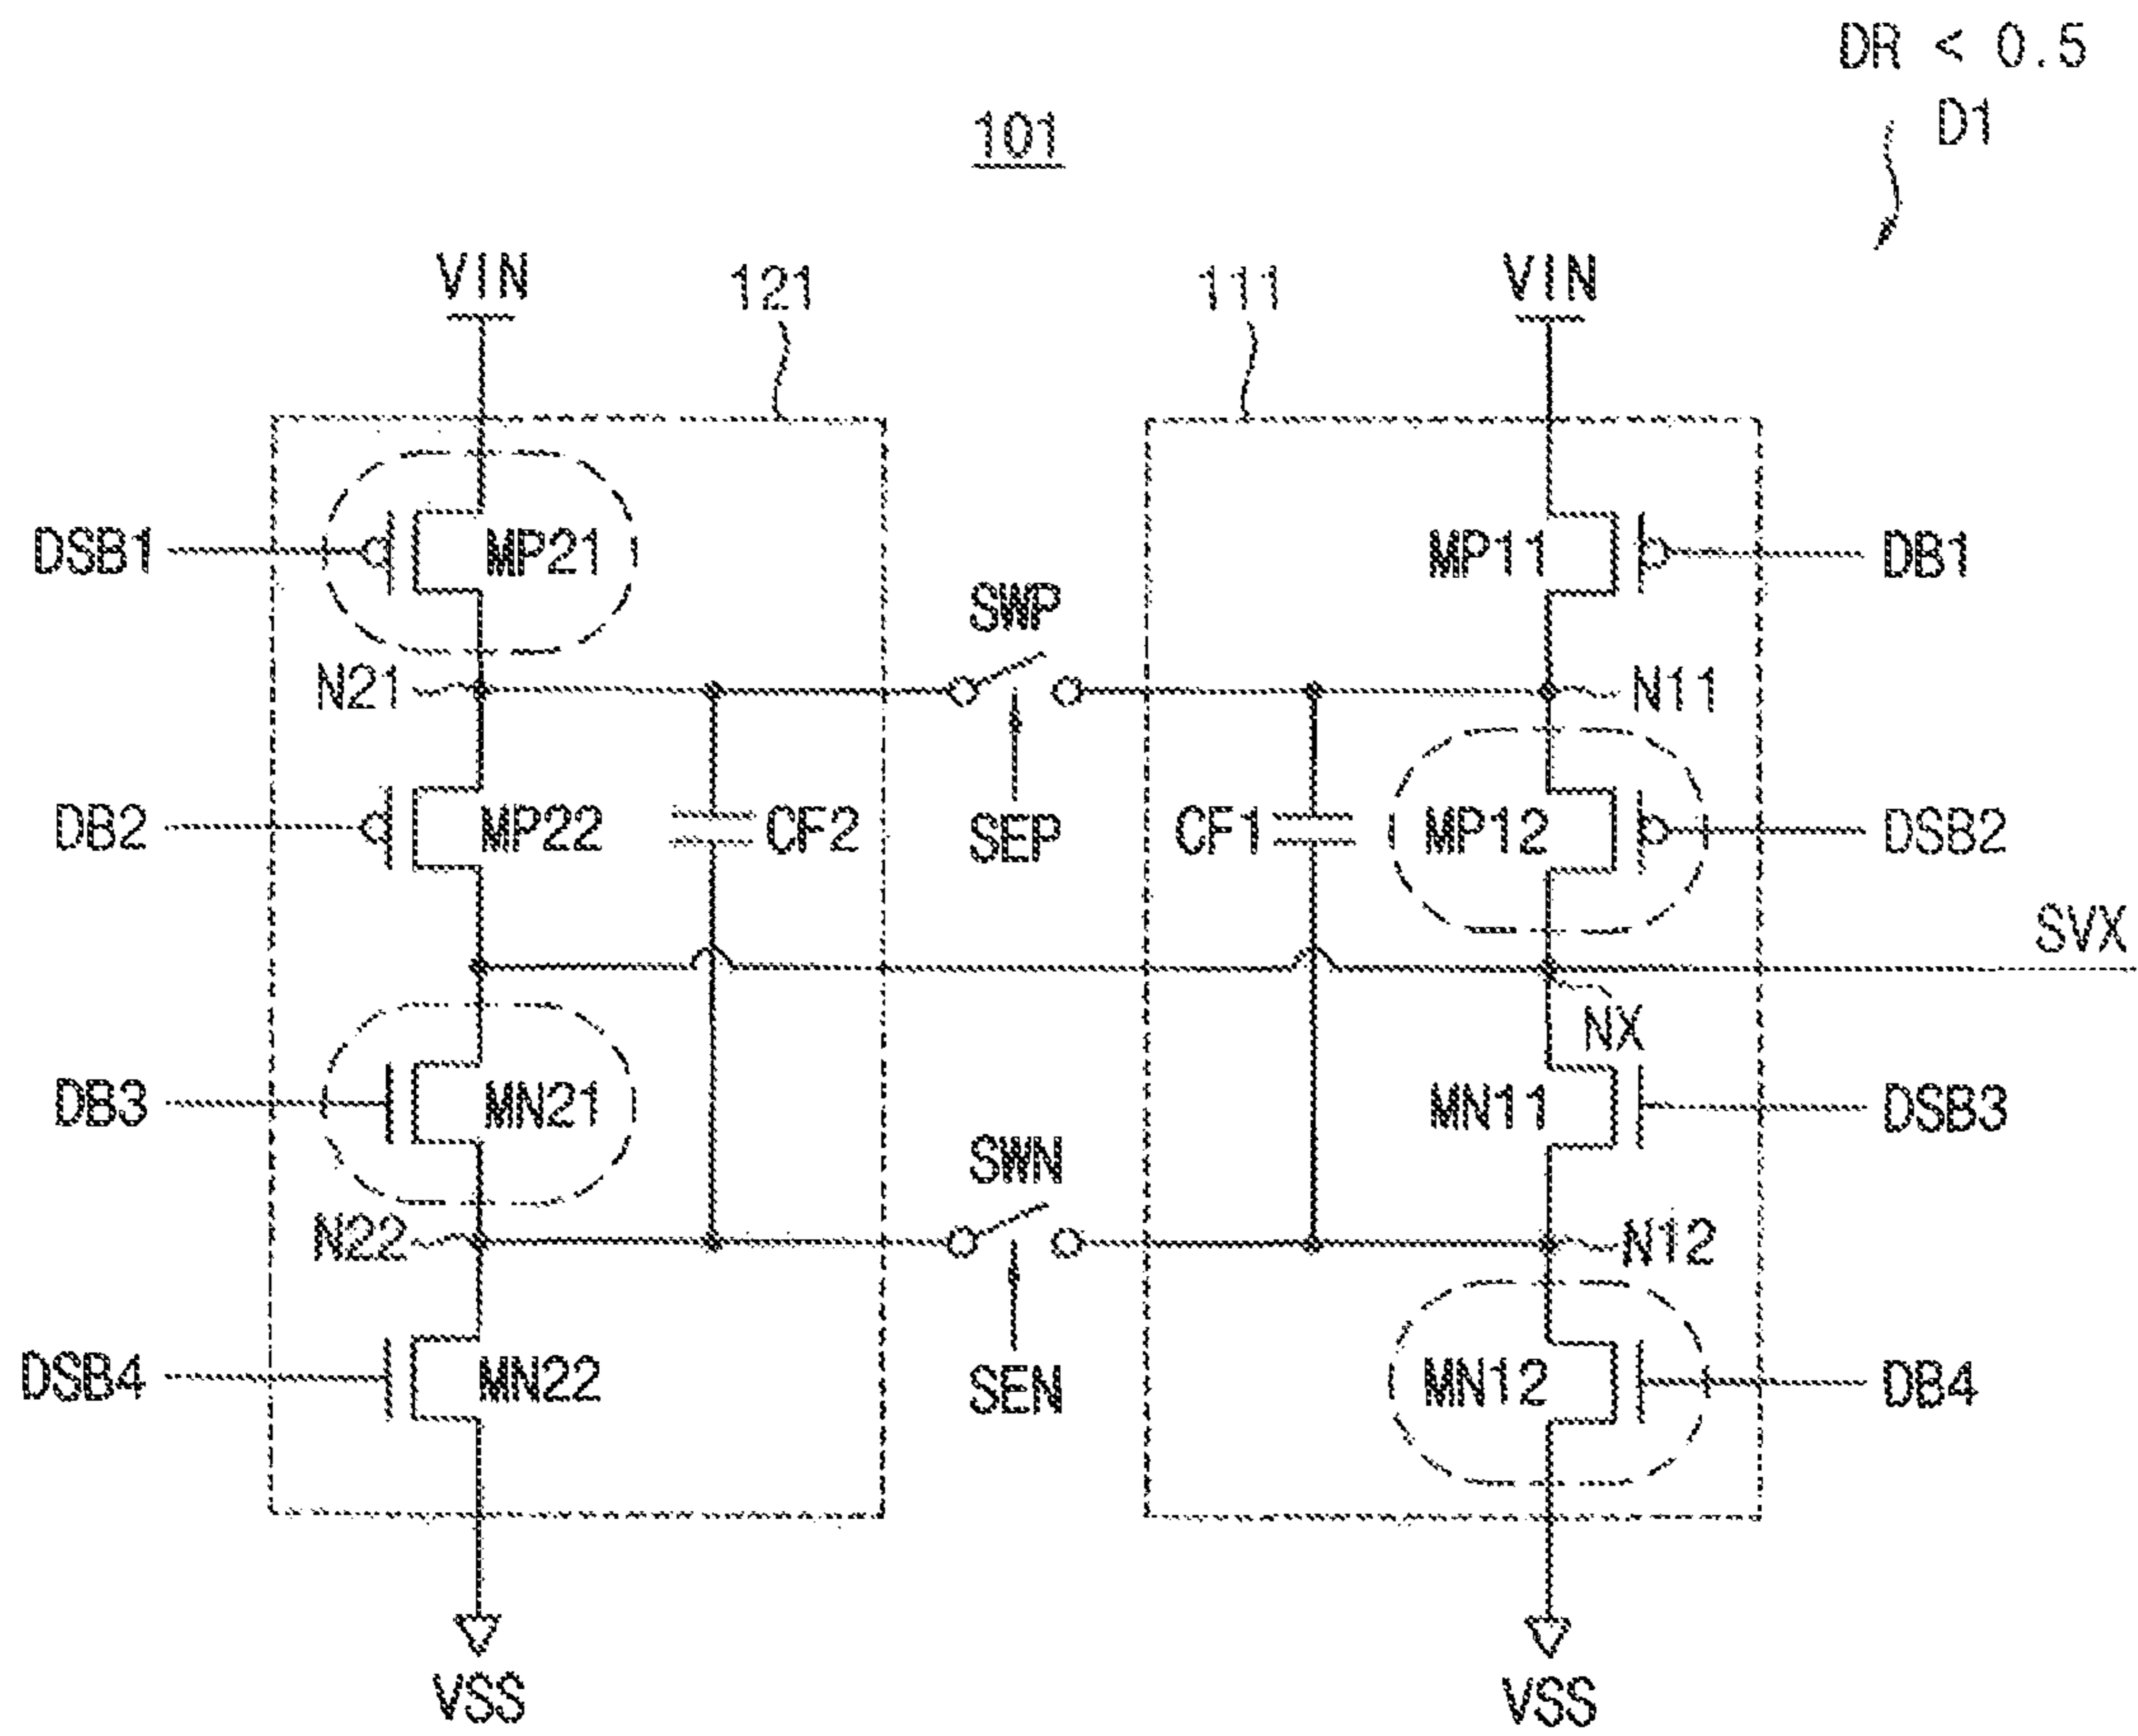 DR < 0.5
D1
101
VIN
121
111
VIN
DSB1
MP21
SWP
MP11
DB1
N21
N11
DB2
MP22
CF2
SEP
CF1
MP12
DSB2
SVX
NX
DB3
MN21
SWN
MN11
DSB3
N22
N12
DSB4
MN22
SEN
MN12
DB4
VSS
VSS